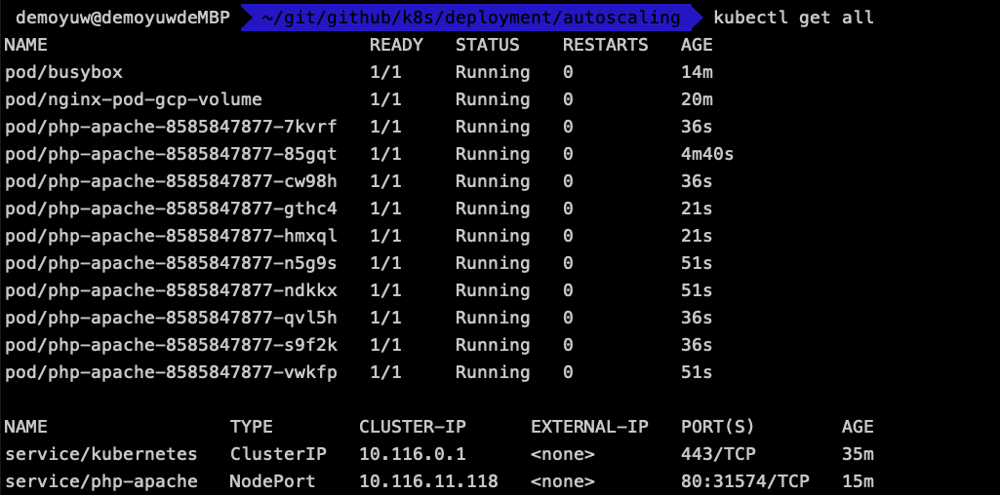 demoyuw@demoyuwdeMBP ~/git/github/k8s/deployment/autoscaling kubectl get all
NAME READY STATUS RESTARTS AGE
pod/busybox 1/1 Running 0 14m
pod/nginx-pod-gcp-volume 1/1 Running 0 20m
pod/php-apache-8585847877-7kvrf 1/1 Running 0 36s
pod/php-apache-8585847877-85gqt 1/1 Running 0 4m40s
pod/php-apache-8585847877-cw98h 1/1 Running 0 36s
pod/php-apache-8585847877-gthc4 1/1 Running 0 21s
pod/php-apache-8585847877-hmxql 1/1 Running 0 21s
pod/php-apache-8585847877-n5g9s 1/1 Running 0 51s
pod/php-apache-8585847877-ndkkx 1/1 Running 0 51s
pod/php-apache-8585847877-qvl5h 1/1 Running 0 36s
pod/php-apache-8585847877-s9f2k 1/1 Running 0 36s
pod/php-apache-8585847877-vwkfp 1/1 Running 0 51s
NAME TYPE CLUSTER-IP EXTERNAL-IP PORT(S) AGE
service/kubernetes ClusterIP 10.116.0.1 <none> 443/TCP 35m
service/php-apache NodePort 10.116.11.118 <none> 80:31574/TCP 15m